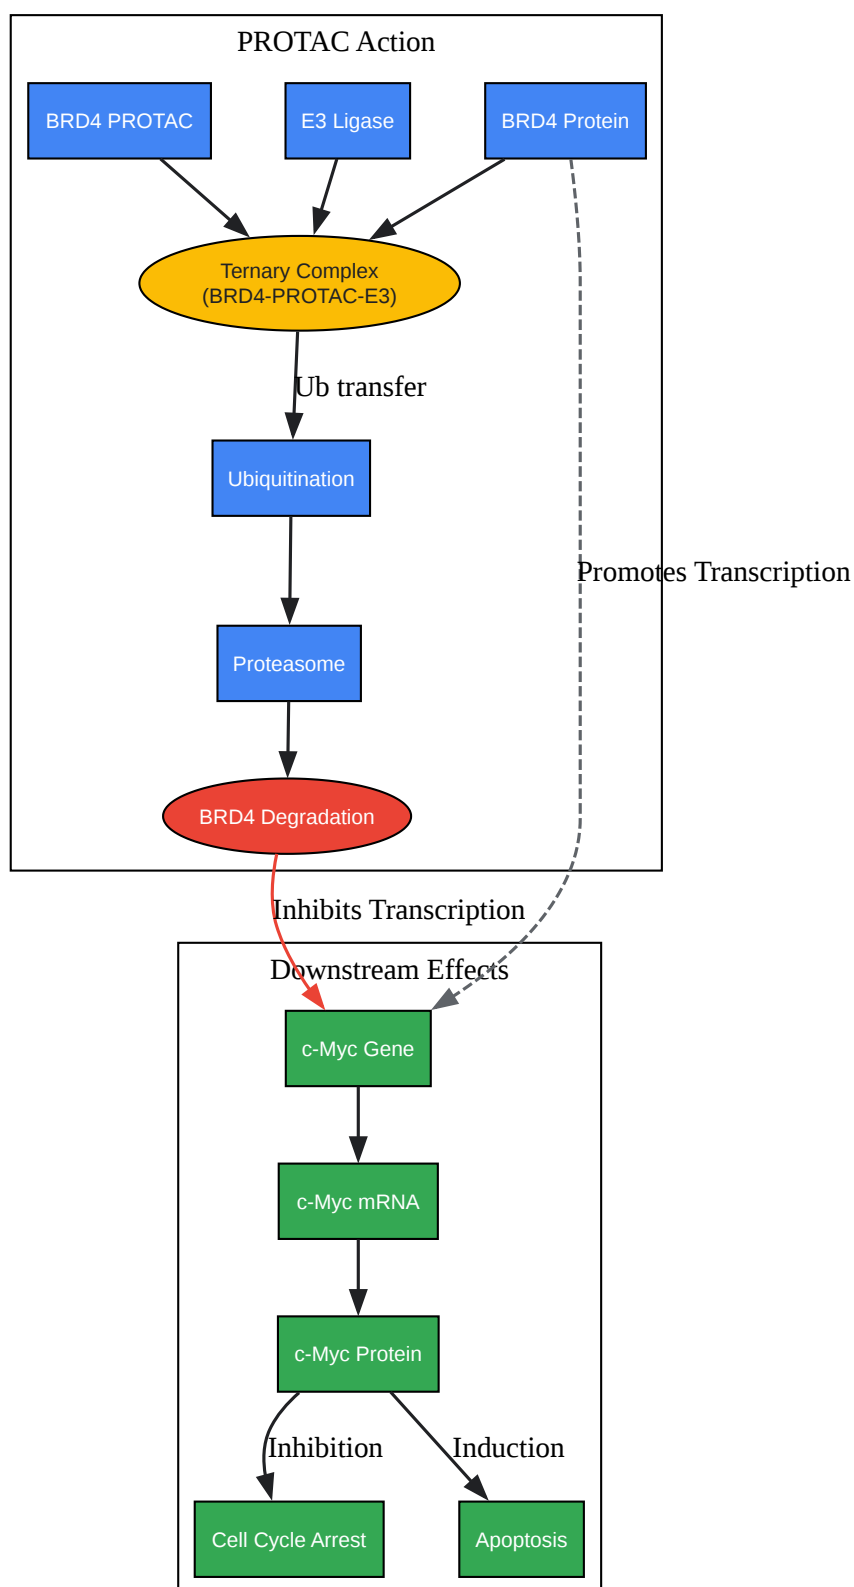 PROTAC Action
BRD4 PROTAC
E3 Ligase
BRD4 Protein
Ternary Complex
(BRD4-PROTAC-E3)
Ub transfer
Ubiquitination
Promotes Transcription
Proteasome
BRD4 Degradation
Inhibits Transcription
Downstream Effects
c-Myc Gene
c-Myc mRNA
c-Myc Protein
Inhibition
Induction
Cell Cycle Arrest
Apoptosis